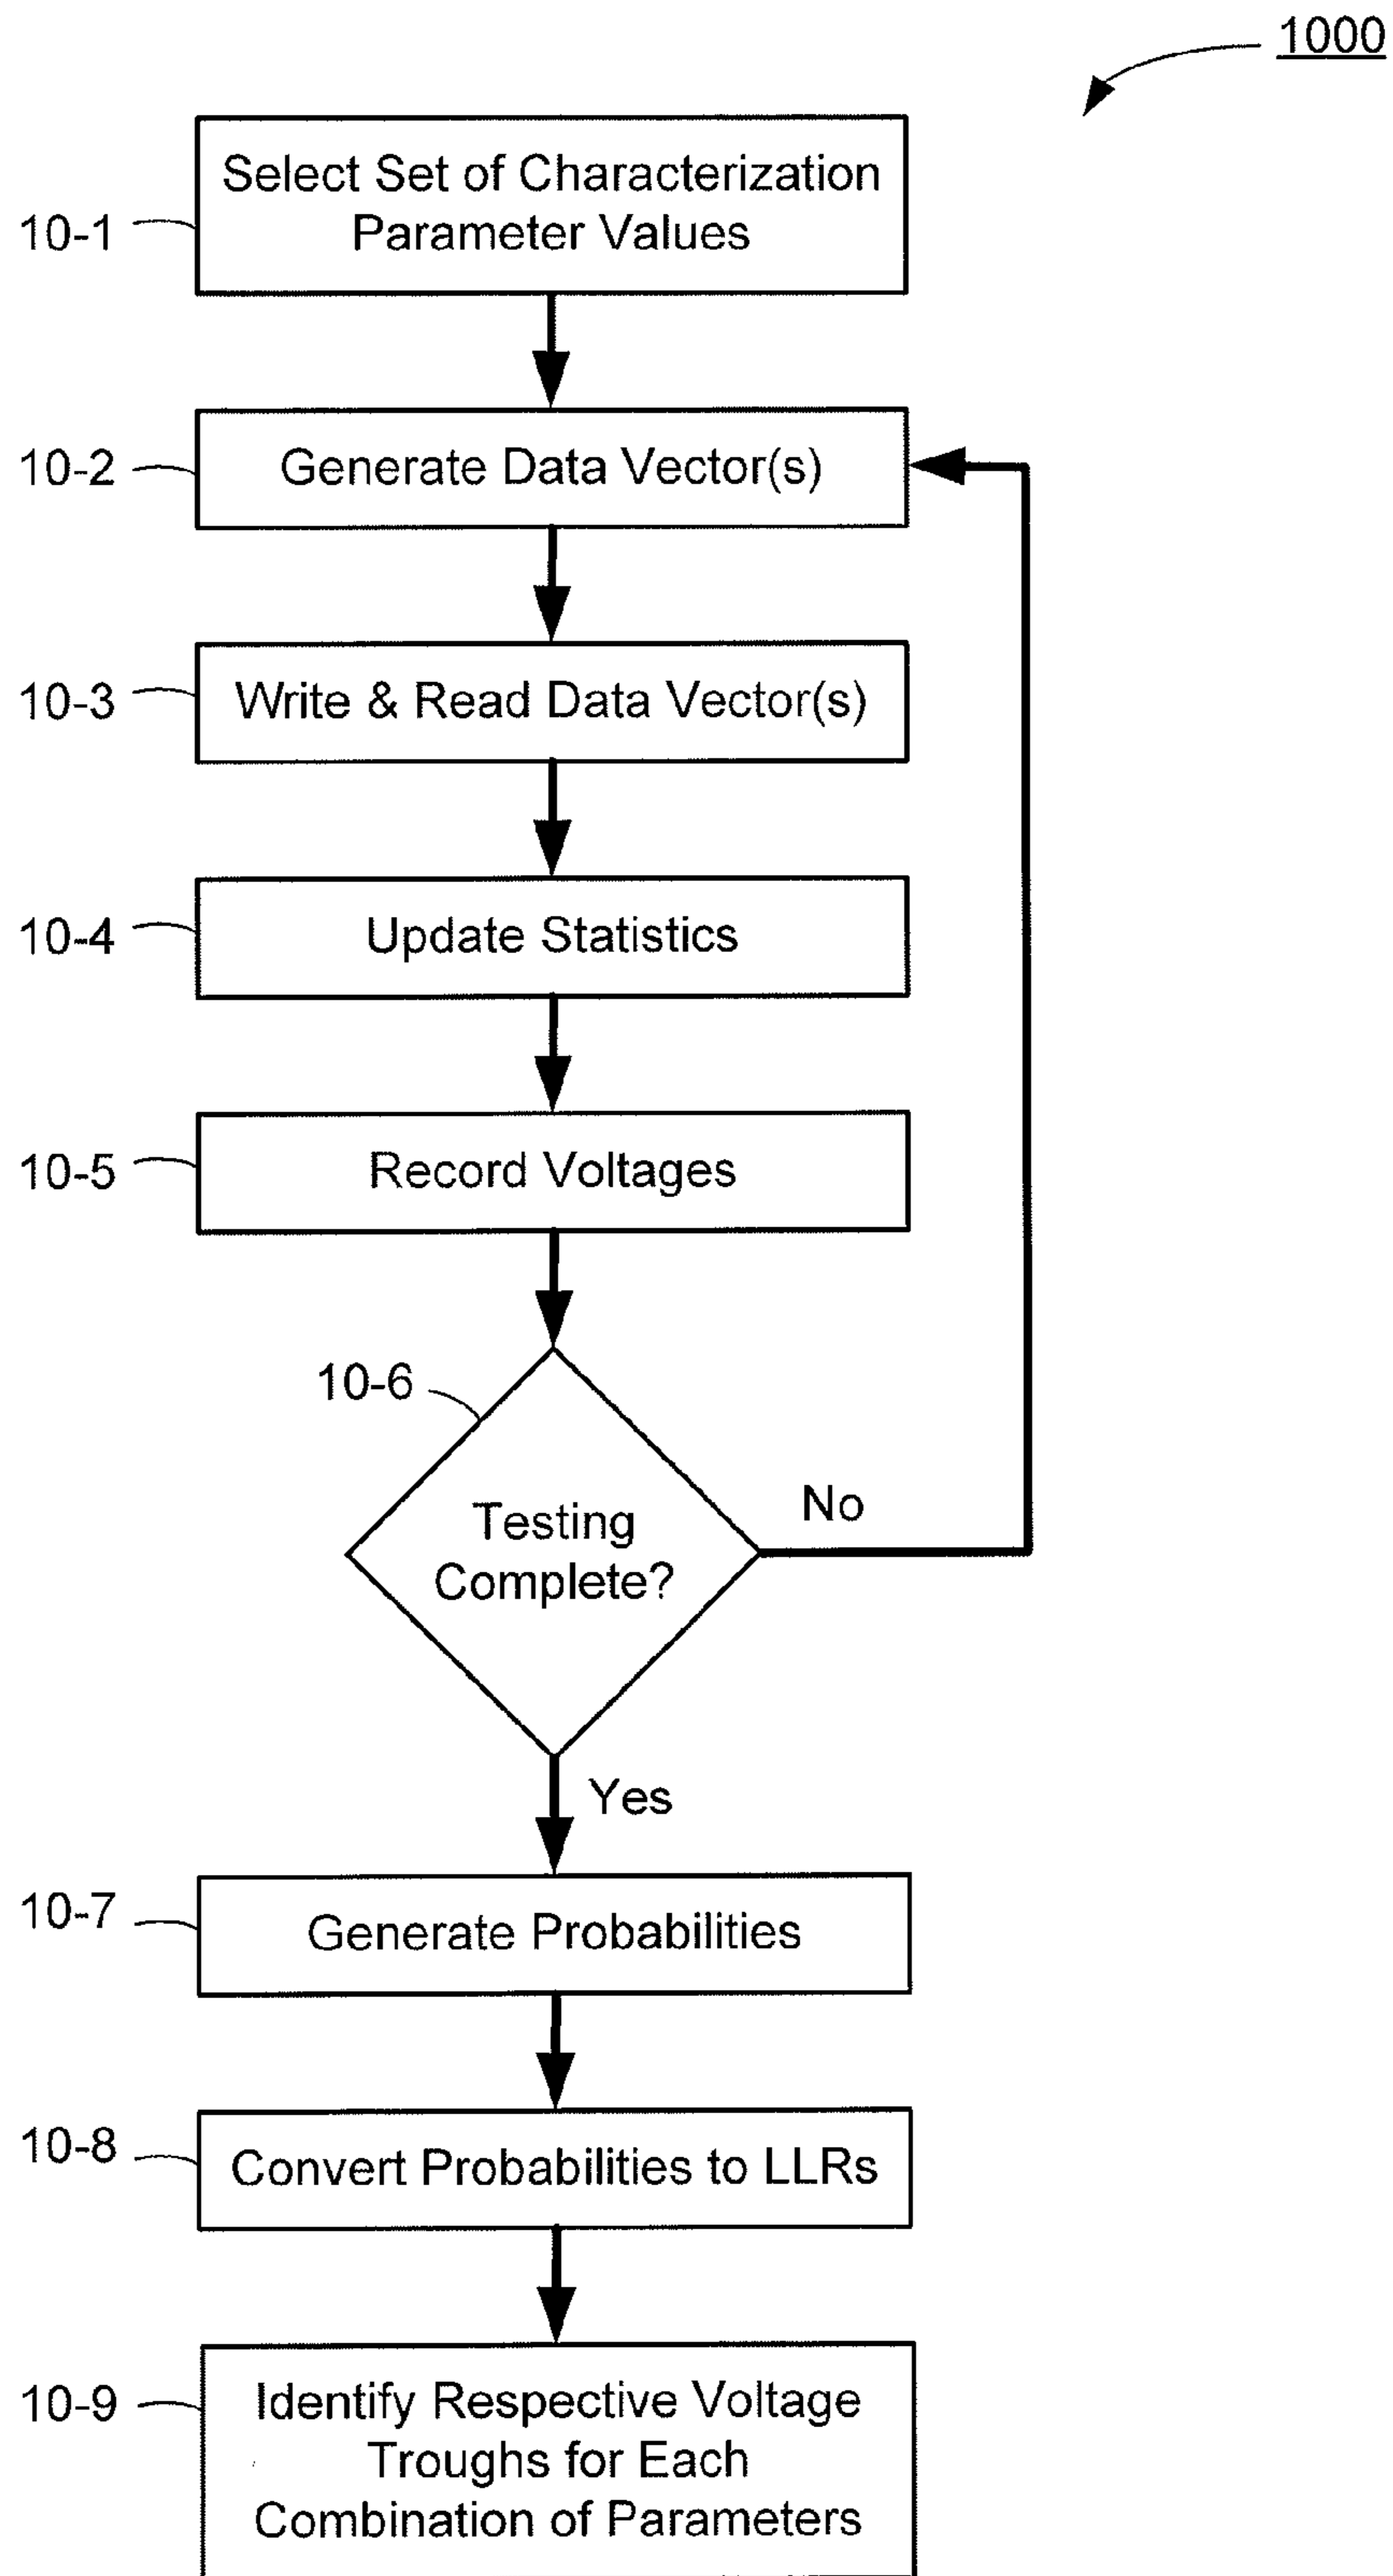 1000
Select Set of Characterization
Parameter Values
10-1
Generate Data Vector(s)
10-2
Write & Read Data Vector(s)
10-3
Update Statistics
10-4
Record Voltages
10-5
10-6
Testing
Complete?
No
Yes
Generate Probabilities
10-7
Convert Probabilities to LLRs
10-8
Identify Respective Voltage
Troughs for Each
Combination of Parameters
10-9